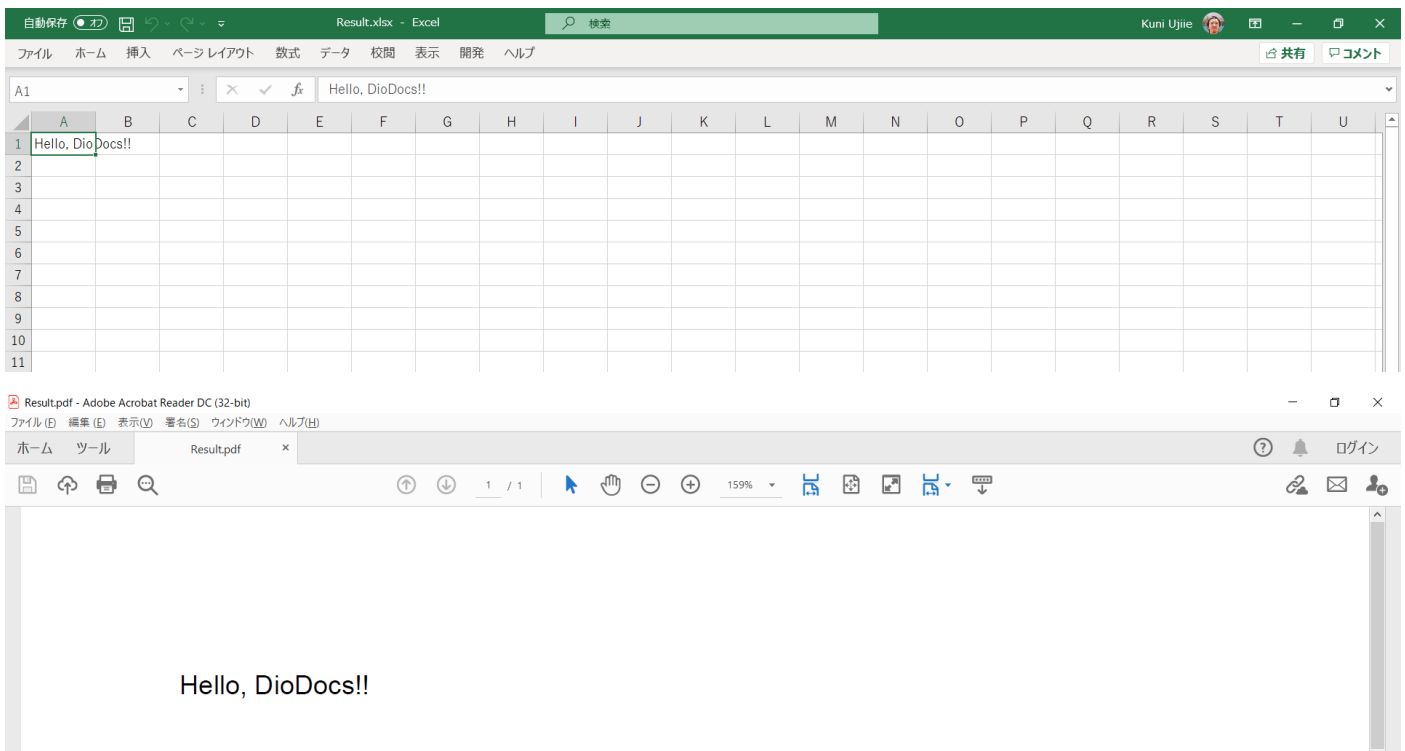 自動保存 オフ Result.xlsx - Excel 検索 Kuni Ujiie
ファイル ホーム 挿入 ページ レイアウト 数式 データ 校閲 表示 開発 ヘルプ 共有 コメント
A1 fx Hello, DioDocs!!
A B C D E F G H I J K L M N O P Q R S T U
1 Hello, DioDocs!!
2
3
4
5
6
7
8
9
10
11
Result.pdf - Adobe Acrobat Reader DC (32-bit)
ファイル(F) 編集(E) 表示(V) 署名(S) ウィンドウ(W) ヘルプ(H)
ホーム ツール Result.pdf × ログイン
1 / 1 159%
Hello, DioDocs!!